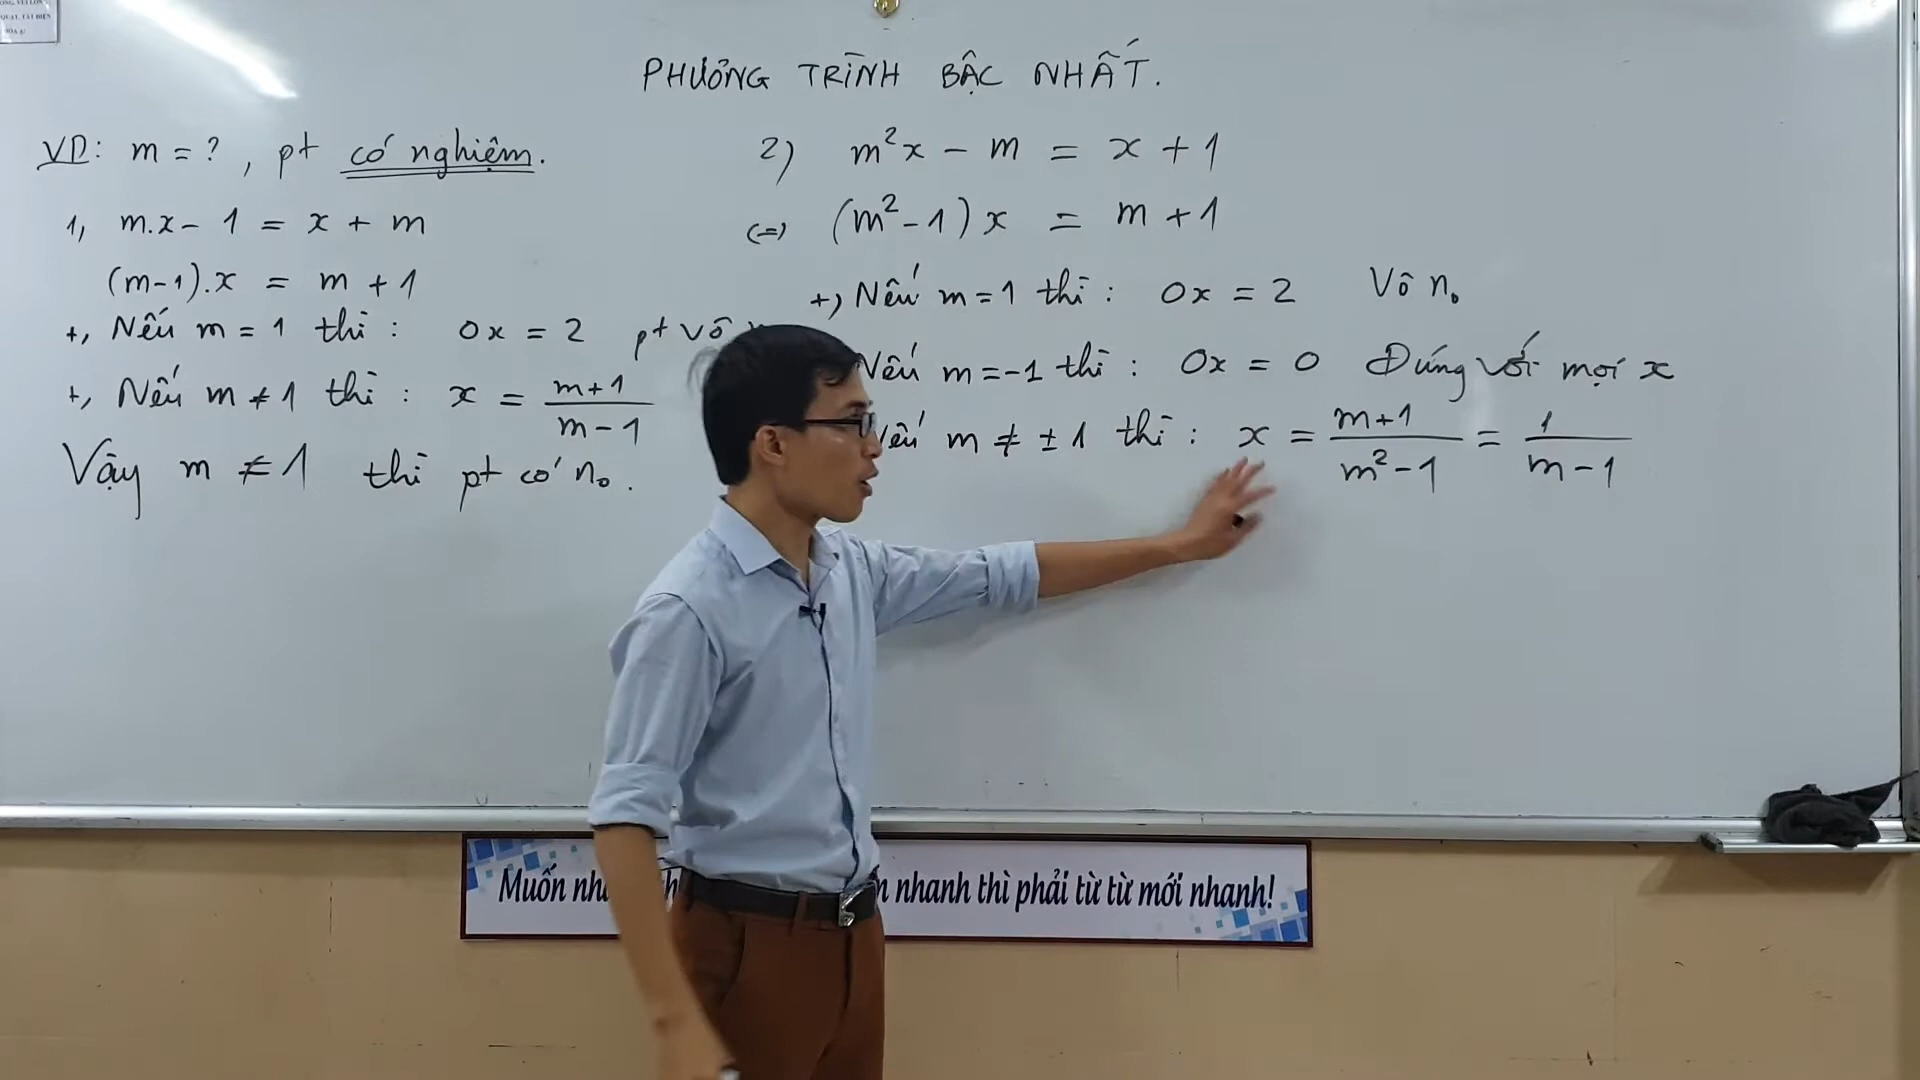 PHƯƠNG TRÌNH BẬC NHẤT.
VD: m = ? , pt có nghiệm.
1, m.x - 1 = x + m
(m-1).x = m + 1
+, Nếu m = 1 thì : 0x = 2 pt vô
+, Nếu m ≠ 1 thì : x = \frac{m+1}{m-1}
Vậy m ≠ 1 thì pt có n₀.
2) m²x - m = x + 1
(=) (m²-1)x = m + 1
+) Nếu m = 1 thì : 0x = 2 Vô n₀
Nếu m = -1 thì : 0x = 0 Đúng với mọi x
Nếu m ≠ ±1 thì : x = \frac{m+1}{m²-1} = \frac{1}{m-1}
Muốn nhanh thì phải từ từ mới nhanh!